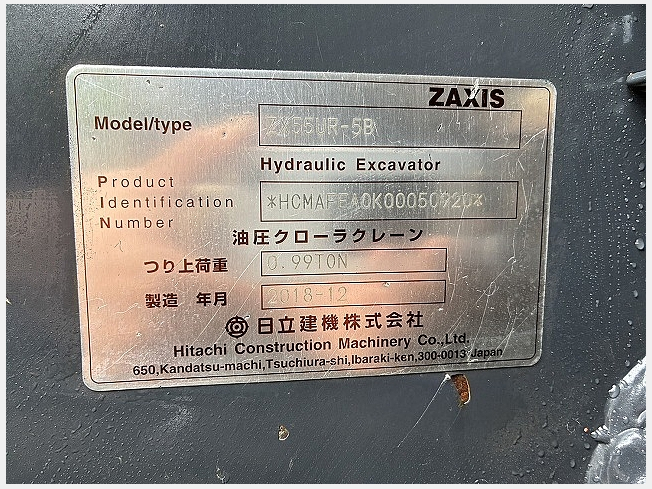 ZAXIS
Model/type ZX55UR-5B
Hydraulic Excavator
Product
Identification
Number
油圧クローラクレーン
つり上荷重 0.99TON
製造 年月 2018-12
日立建機株式会社
Hitachi Construction Machinery Co.,Ltd.
650,Kandatsu-machi,Tsuchiura-shi,Ibaraki-ken,300-0013 Japan